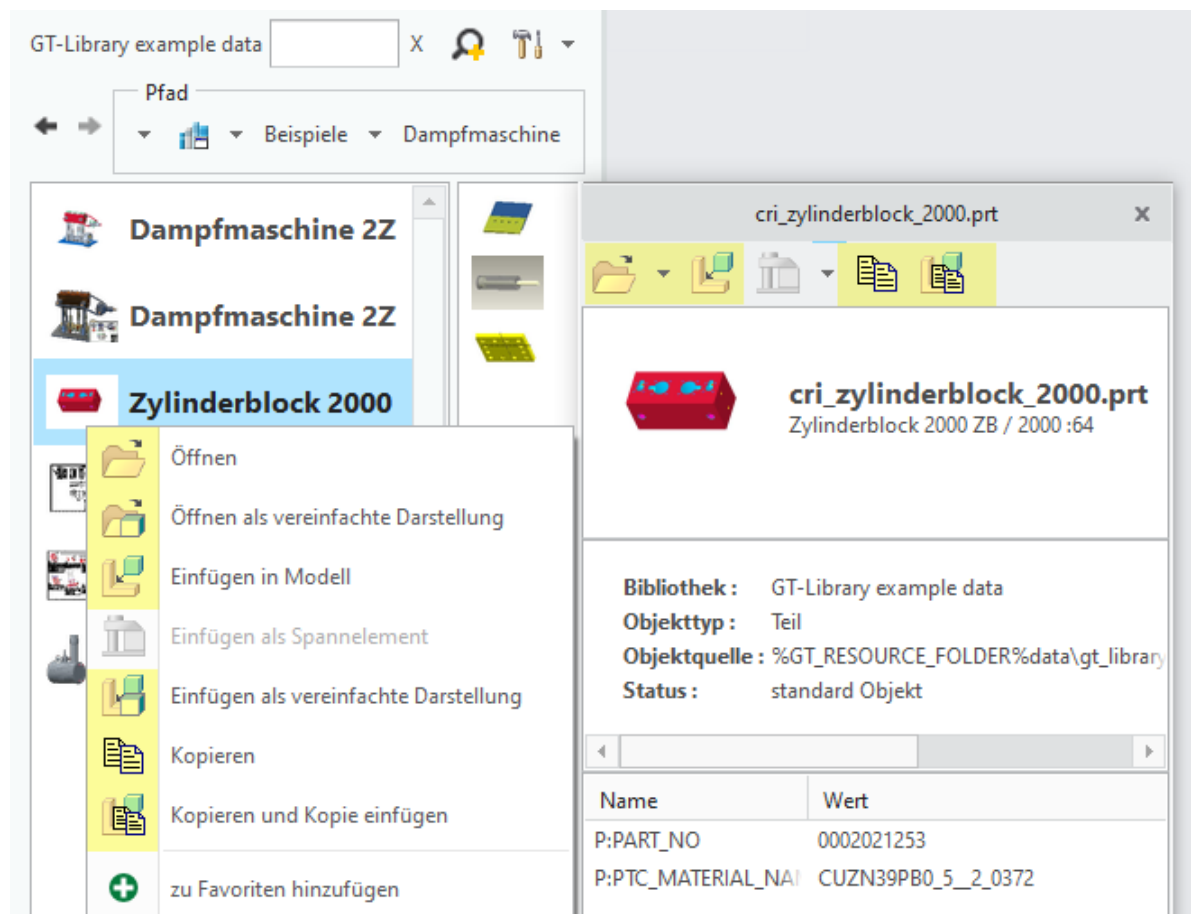 GT-Library example data X
Pfad
Beispiele Dampfmaschine
Dampfmaschine 2Z
Dampfmaschine 2Z
Zylinderblock 2000
Öffnen
Öffnen als vereinfachte Darstellung
Einfügen in Modell
Einfügen als Spannelement
Einfügen als vereinfachte Darstellung
Kopieren
Kopieren und Kopie einfügen
zu Favoriten hinzufügen
cri_zylinderblock_2000.prt x
cri_zylinderblock_2000.prt
Zylinderblock 2000 ZB / 2000 :64
Bibliothek : GT-Library example data
Objekttyp : Teil
Objektquelle : %GT_RESOURCE_FOLDER%data\gt_library
Status : standard Objekt
Name Wert
P:PART_NO 0002021253
P:PTC_MATERIAL_NAM CUZN39PB0_5__2_0372